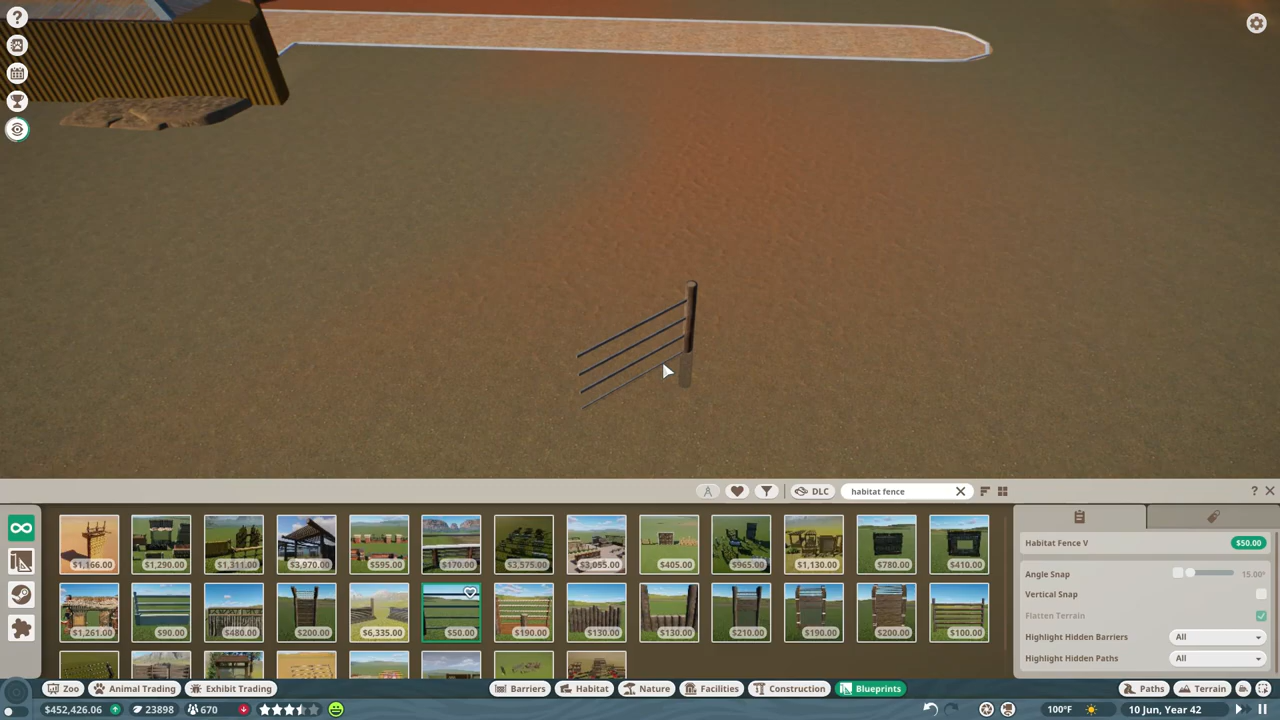 ?
DLC
habitat fence
?
$1,166.00 $1,290.00 $1,311.00 $3,970.00 $595.00 $170.00 $3,575.00 $3,055.00 $405.00 $965.00 $1,130.00 $780.00 $410.00
$1,261.00 $90.00 $480.00 $200.00 $6,335.00 $50.00 $190.00 $130.00 $130.00 $210.00 $190.00 $200.00 $100.00
Habitat Fence V $50.00
Angle Snap 15.00°
Vertical Snap
Flatten Terrain
Highlight Hidden Barriers All
Highlight Hidden Paths All
Zoo Animal Trading Exhibit Trading Barriers Habitat Nature Facilities Construction Blueprints Paths Terrain
$452,426.06 23898 670 100°F 10 Jun, Year 42